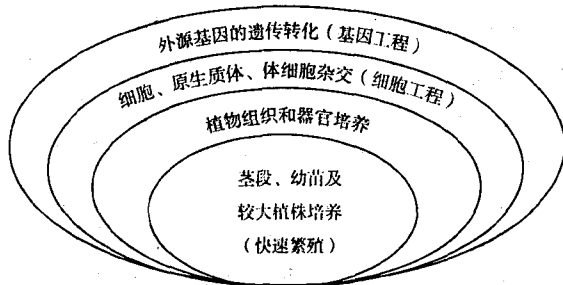 外源基因的遗传转化(基因工程)
细胞、原生质体、体细胞杂交(细胞工程)
植物组织和器官培养
茎段、幼苗及
较大植株培养
(快速繁殖)